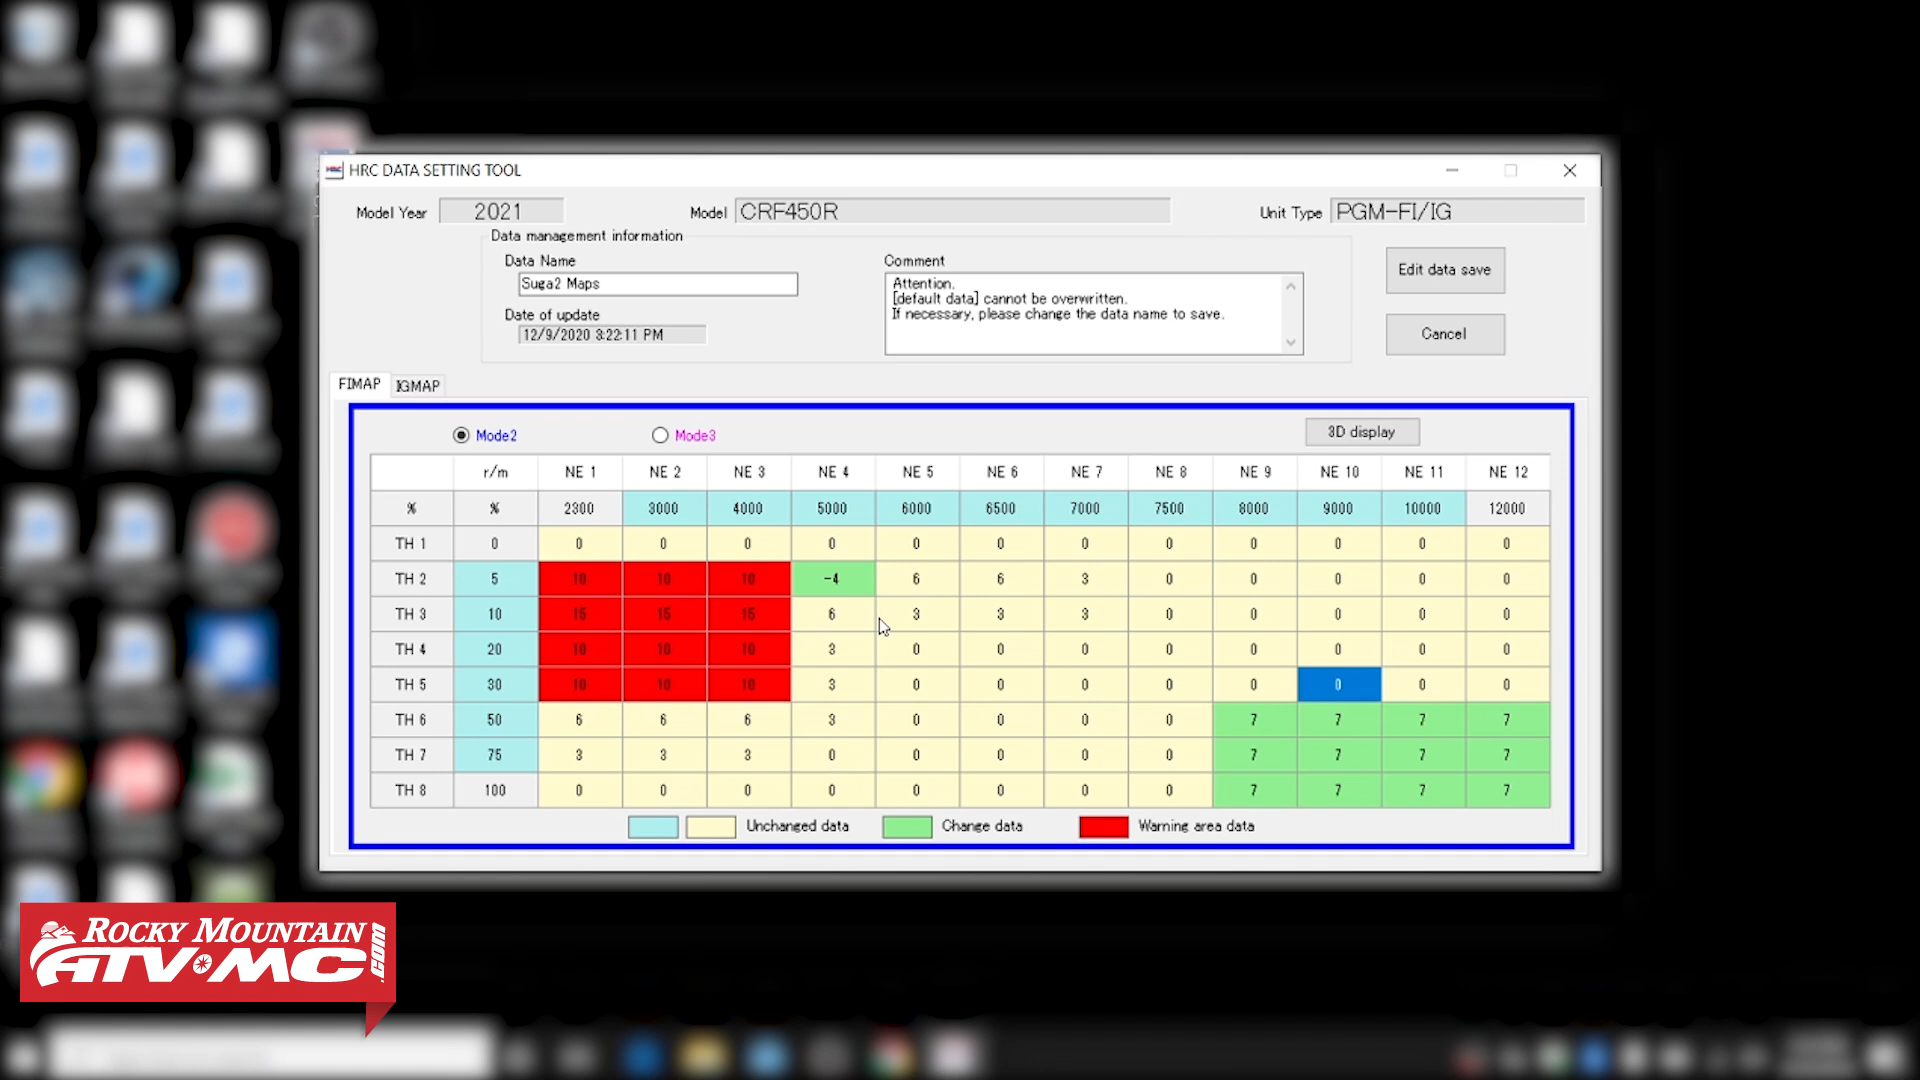 HRC DATA SETTING TOOL
Model Year 2021 Model CRF450R Unit Type PGM-FI/IG
Data management information
Data Name
Suga2 Maps
Date of update
12/9/2020 3:22:11 PM
Comment
Attention.
[default data] cannot be overwritten.
If necessary, please change the data name to save.
Edit data save
Cancel
FIMAP IGMAP
Mode2 Mode3 3D display
r/m NE 1 NE 2 NE 3 NE 4 NE 5 NE 6 NE 7 NE 8 NE 9 NE 10 NE 11 NE 12
% % 2300 3000 4000 5000 6000 6500 7000 7500 8000 9000 10000 12000
TH 1 0 0 0 0 0 0 0 0 0 0 0 0 0
TH 2 5 10 10 10 -4 6 6 3 0 0 0 0 0
TH 3 10 15 15 15 6 3 3 3 0 0 0 0 0
TH 4 20 10 10 10 3 0 0 0 0 0 0 0 0
TH 5 30 10 10 10 3 0 0 0 0 0 0 0 0
TH 6 50 6 6 6 3 0 0 0 0 7 7 7 7
TH 7 75 3 3 3 0 0 0 0 0 7 7 7 7
TH 8 100 0 0 0 0 0 0 0 0 7 7 7 7
Unchanged data Change data Warning area data
ROCKY MOUNTAIN
ATV MC .COM